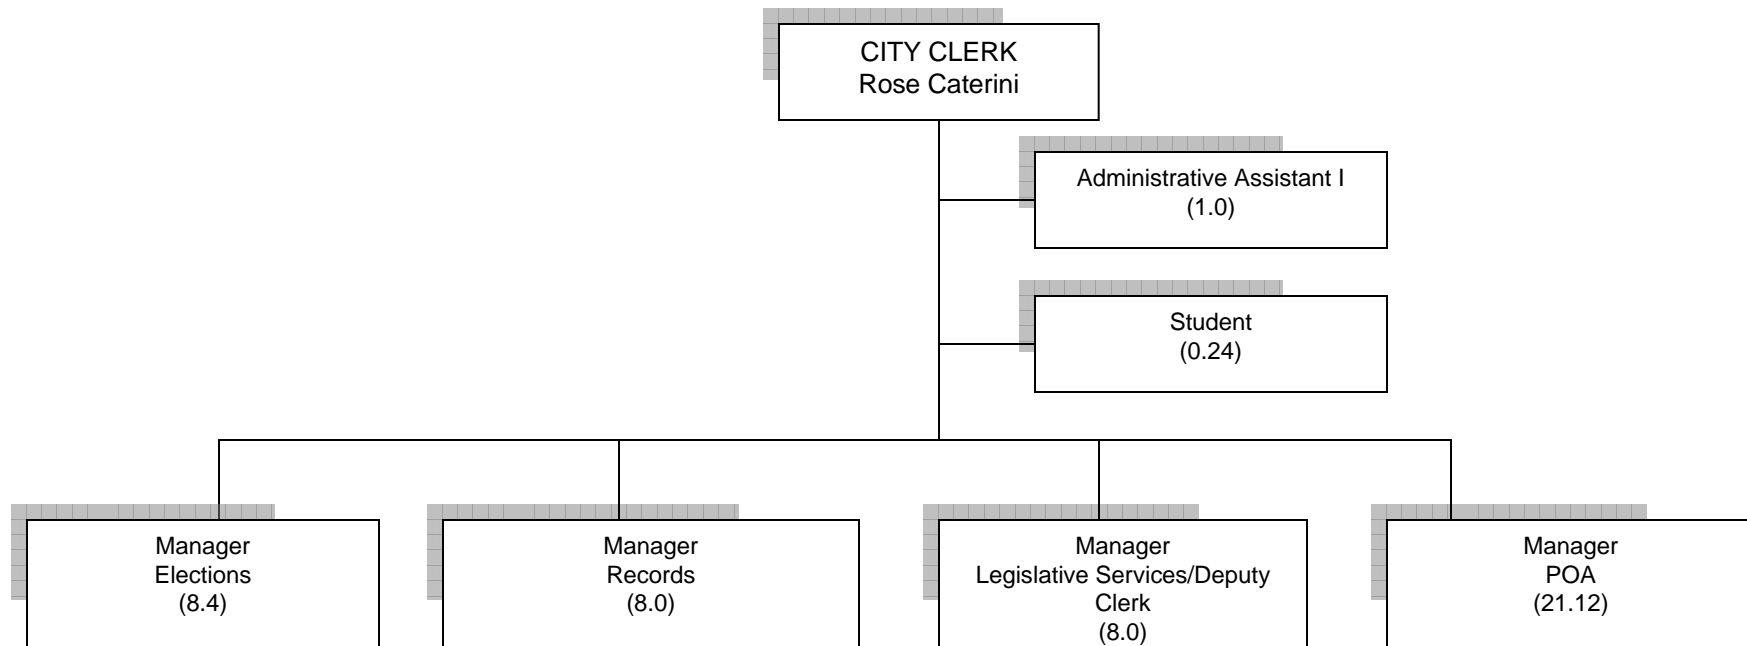 CITY CLERK
Rose Caterini
Administrative Assistant I
(1.0)
Student
(0.24)
Manager
Elections
(8.4)
Manager
Records
(8.0)
Manager
Legislative Services/Deputy
Clerk
(8.0)
Manager
POA
(21.12)